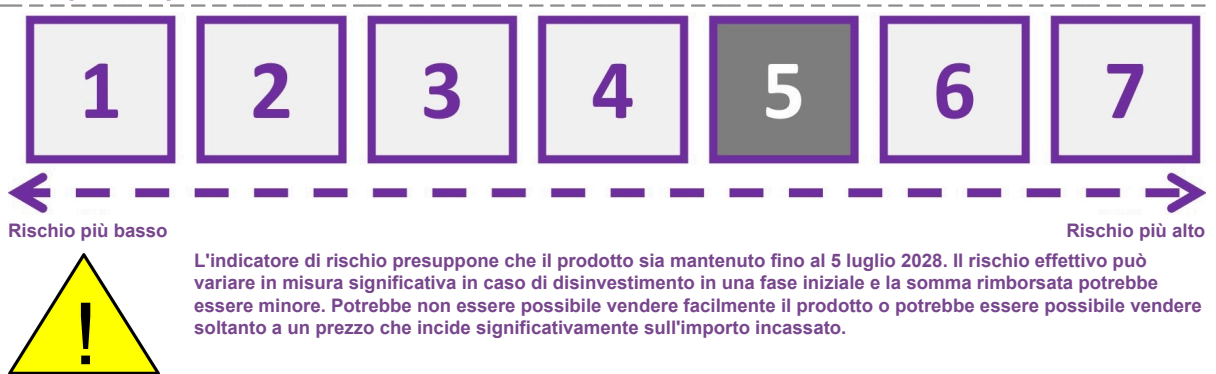 1 2 3 4 5 6 7
Rischio più basso Rischio più alto
!
L'indicatore di rischio presuppone che il prodotto sia mantenuto fino al 5 luglio 2028. Il rischio effettivo può
variare in misura significativa in caso di disinvestimento in una fase iniziale e la somma rimborsata potrebbe
essere minore. Potrebbe non essere possibile vendere facilmente il prodotto o potrebbe essere possibile vendere
soltanto a un prezzo che incide significativamente sull'importo incassato.